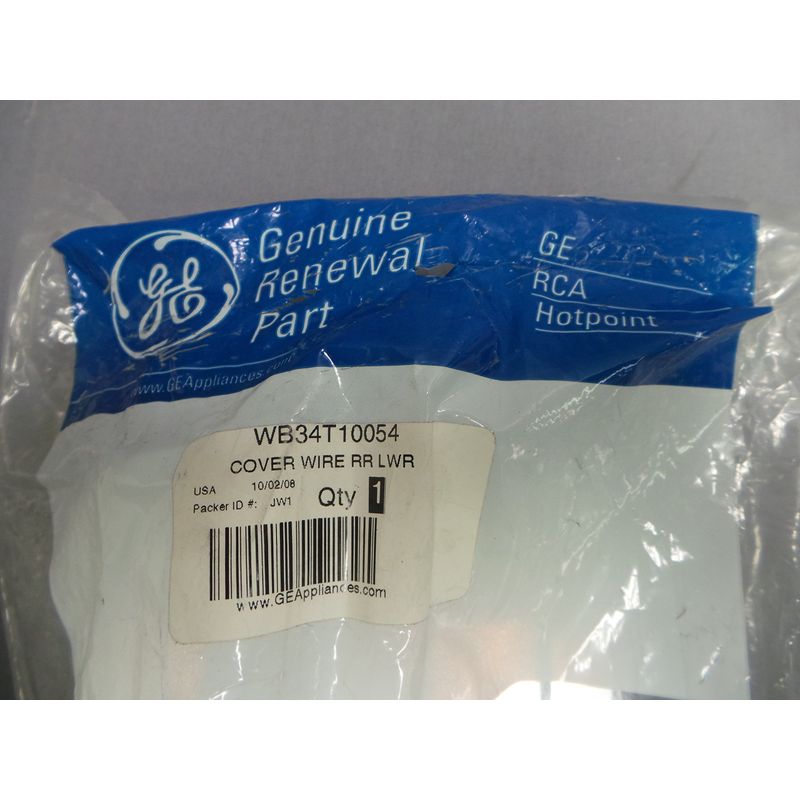 GE
Genuine
Renewal
Part
www.GEAppliances.com
GE
RCA
Hotpoint
WB34T10054
COVER WIRE RR LWR
USA 10/02/08
Packer ID #: JW1 Qty 1
www.GEAppliances.com